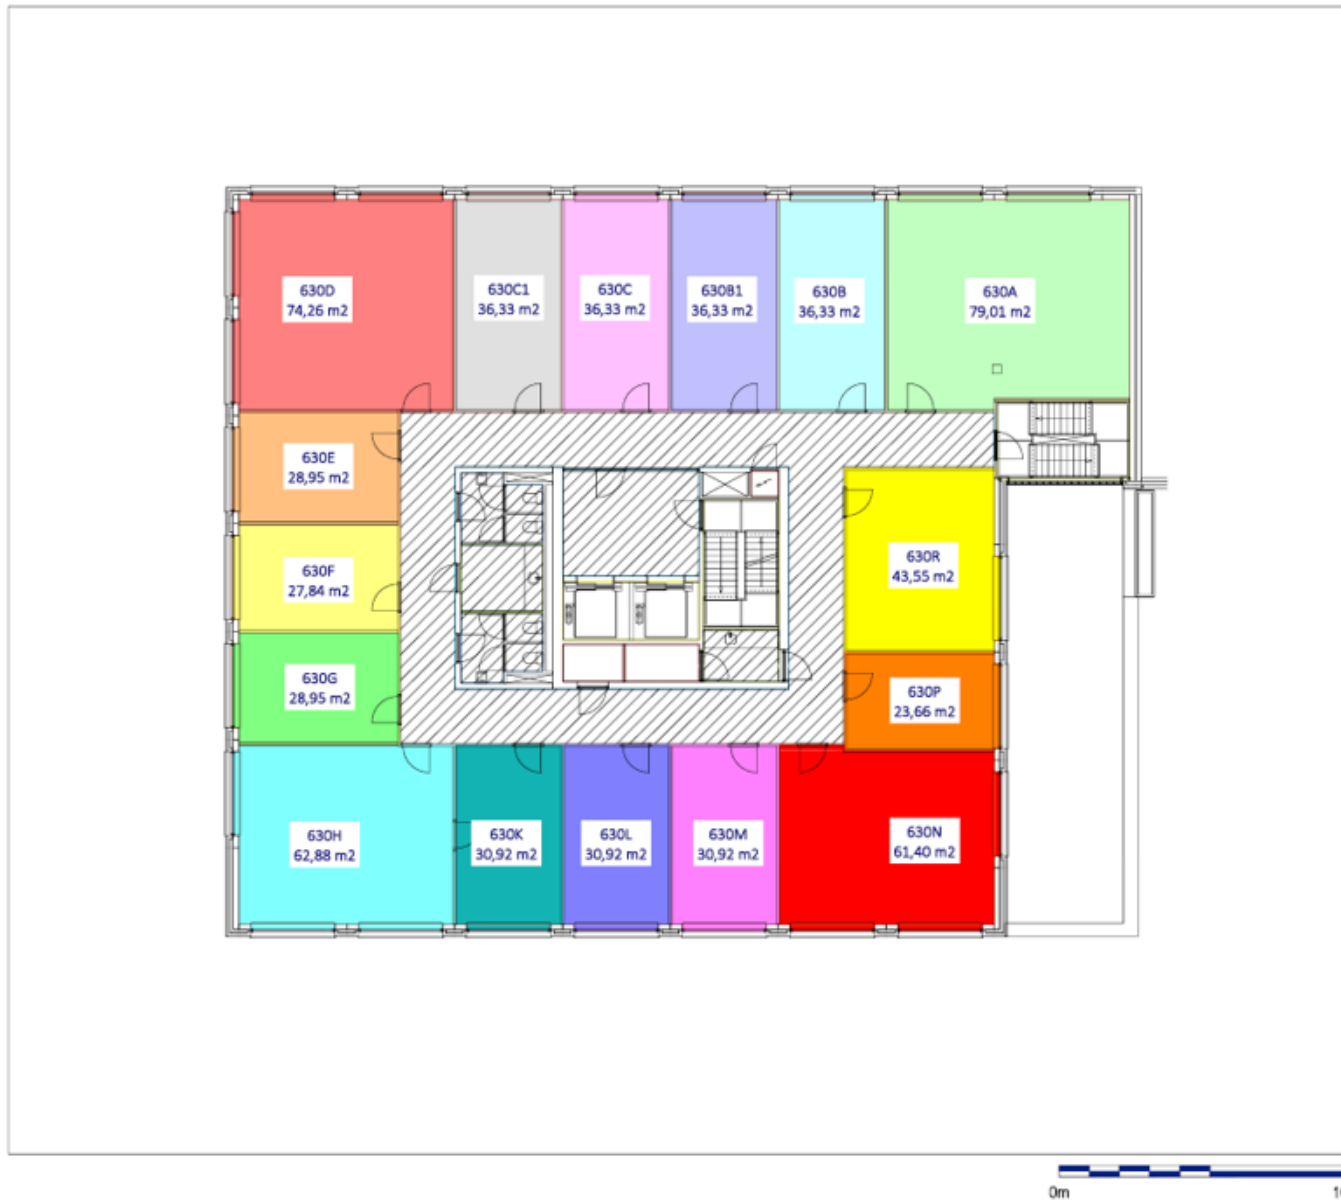 630D
74,26 m2
630C1
36,33 m2
630C
36,33 m2
630B1
36,33 m2
630B
36,33 m2
630A
79,01 m2
630E
28,95 m2
630F
27,84 m2
630G
28,95 m2
630R
43,55 m2
630P
23,66 m2
630H
62,88 m2
630K
30,92 m2
630L
30,92 m2
630M
30,92 m2
630N
61,40 m2
0m